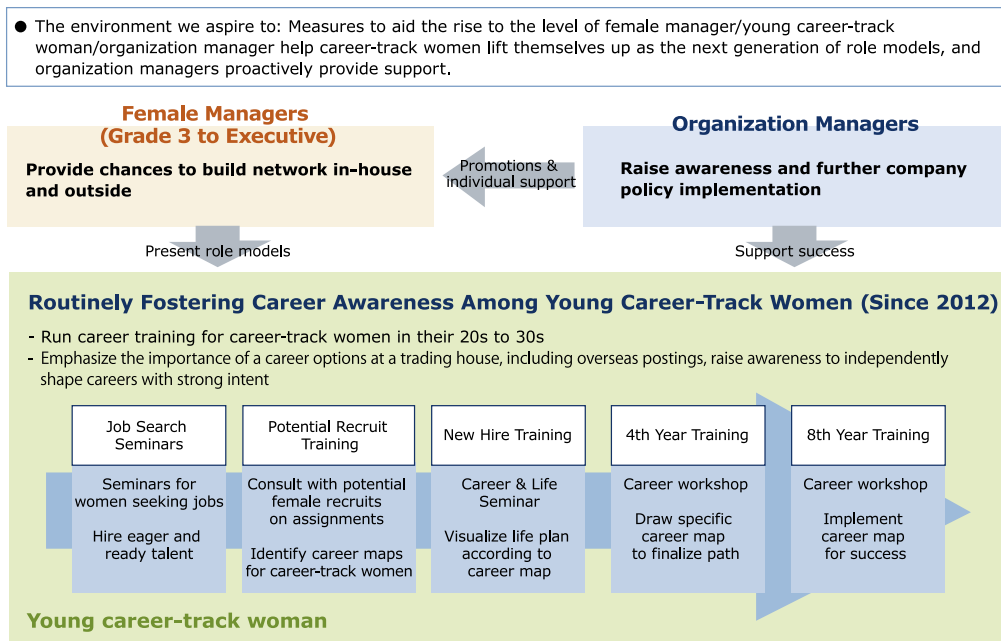 ● The environment we aspire to: Measures to aid the rise to the level of female manager/young career-track
woman/organization manager help career-track women lift themselves up as the next generation of role models, and
organization managers proactively provide support.
Female Managers
(Grade 3 to Executive)
Provide chances to build network in-house
and outside
Promotions &
individual support
Organization Managers
Raise awareness and further company
policy implementation
Present role models
Support success
Routinely Fostering Career Awareness Among Young Career-Track Women (Since 2012)
- Run career training for career-track women in their 20s to 30s
- Emphasize the importance of a career options at a trading house, including overseas postings, raise awareness to independently
shape careers with strong intent
Job Search
Seminars
Seminars for
women seeking jobs
Hire eager and
ready talent
Potential Recruit
Training
Consult with potential
female recruits
on assignments
Identify career maps
for career-track women
New Hire Training
Career & Life
Seminar
Visualize life plan
according to
career map
4th Year Training
Career workshop
Draw specific
career map
to finalize path
8th Year Training
Career workshop
Implement
career map
for success
Young career-track woman